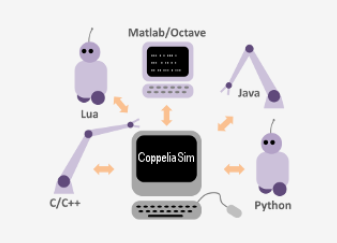 Matlab/Octave
Lua
Java
CoppeliaSim
C/C++
Python